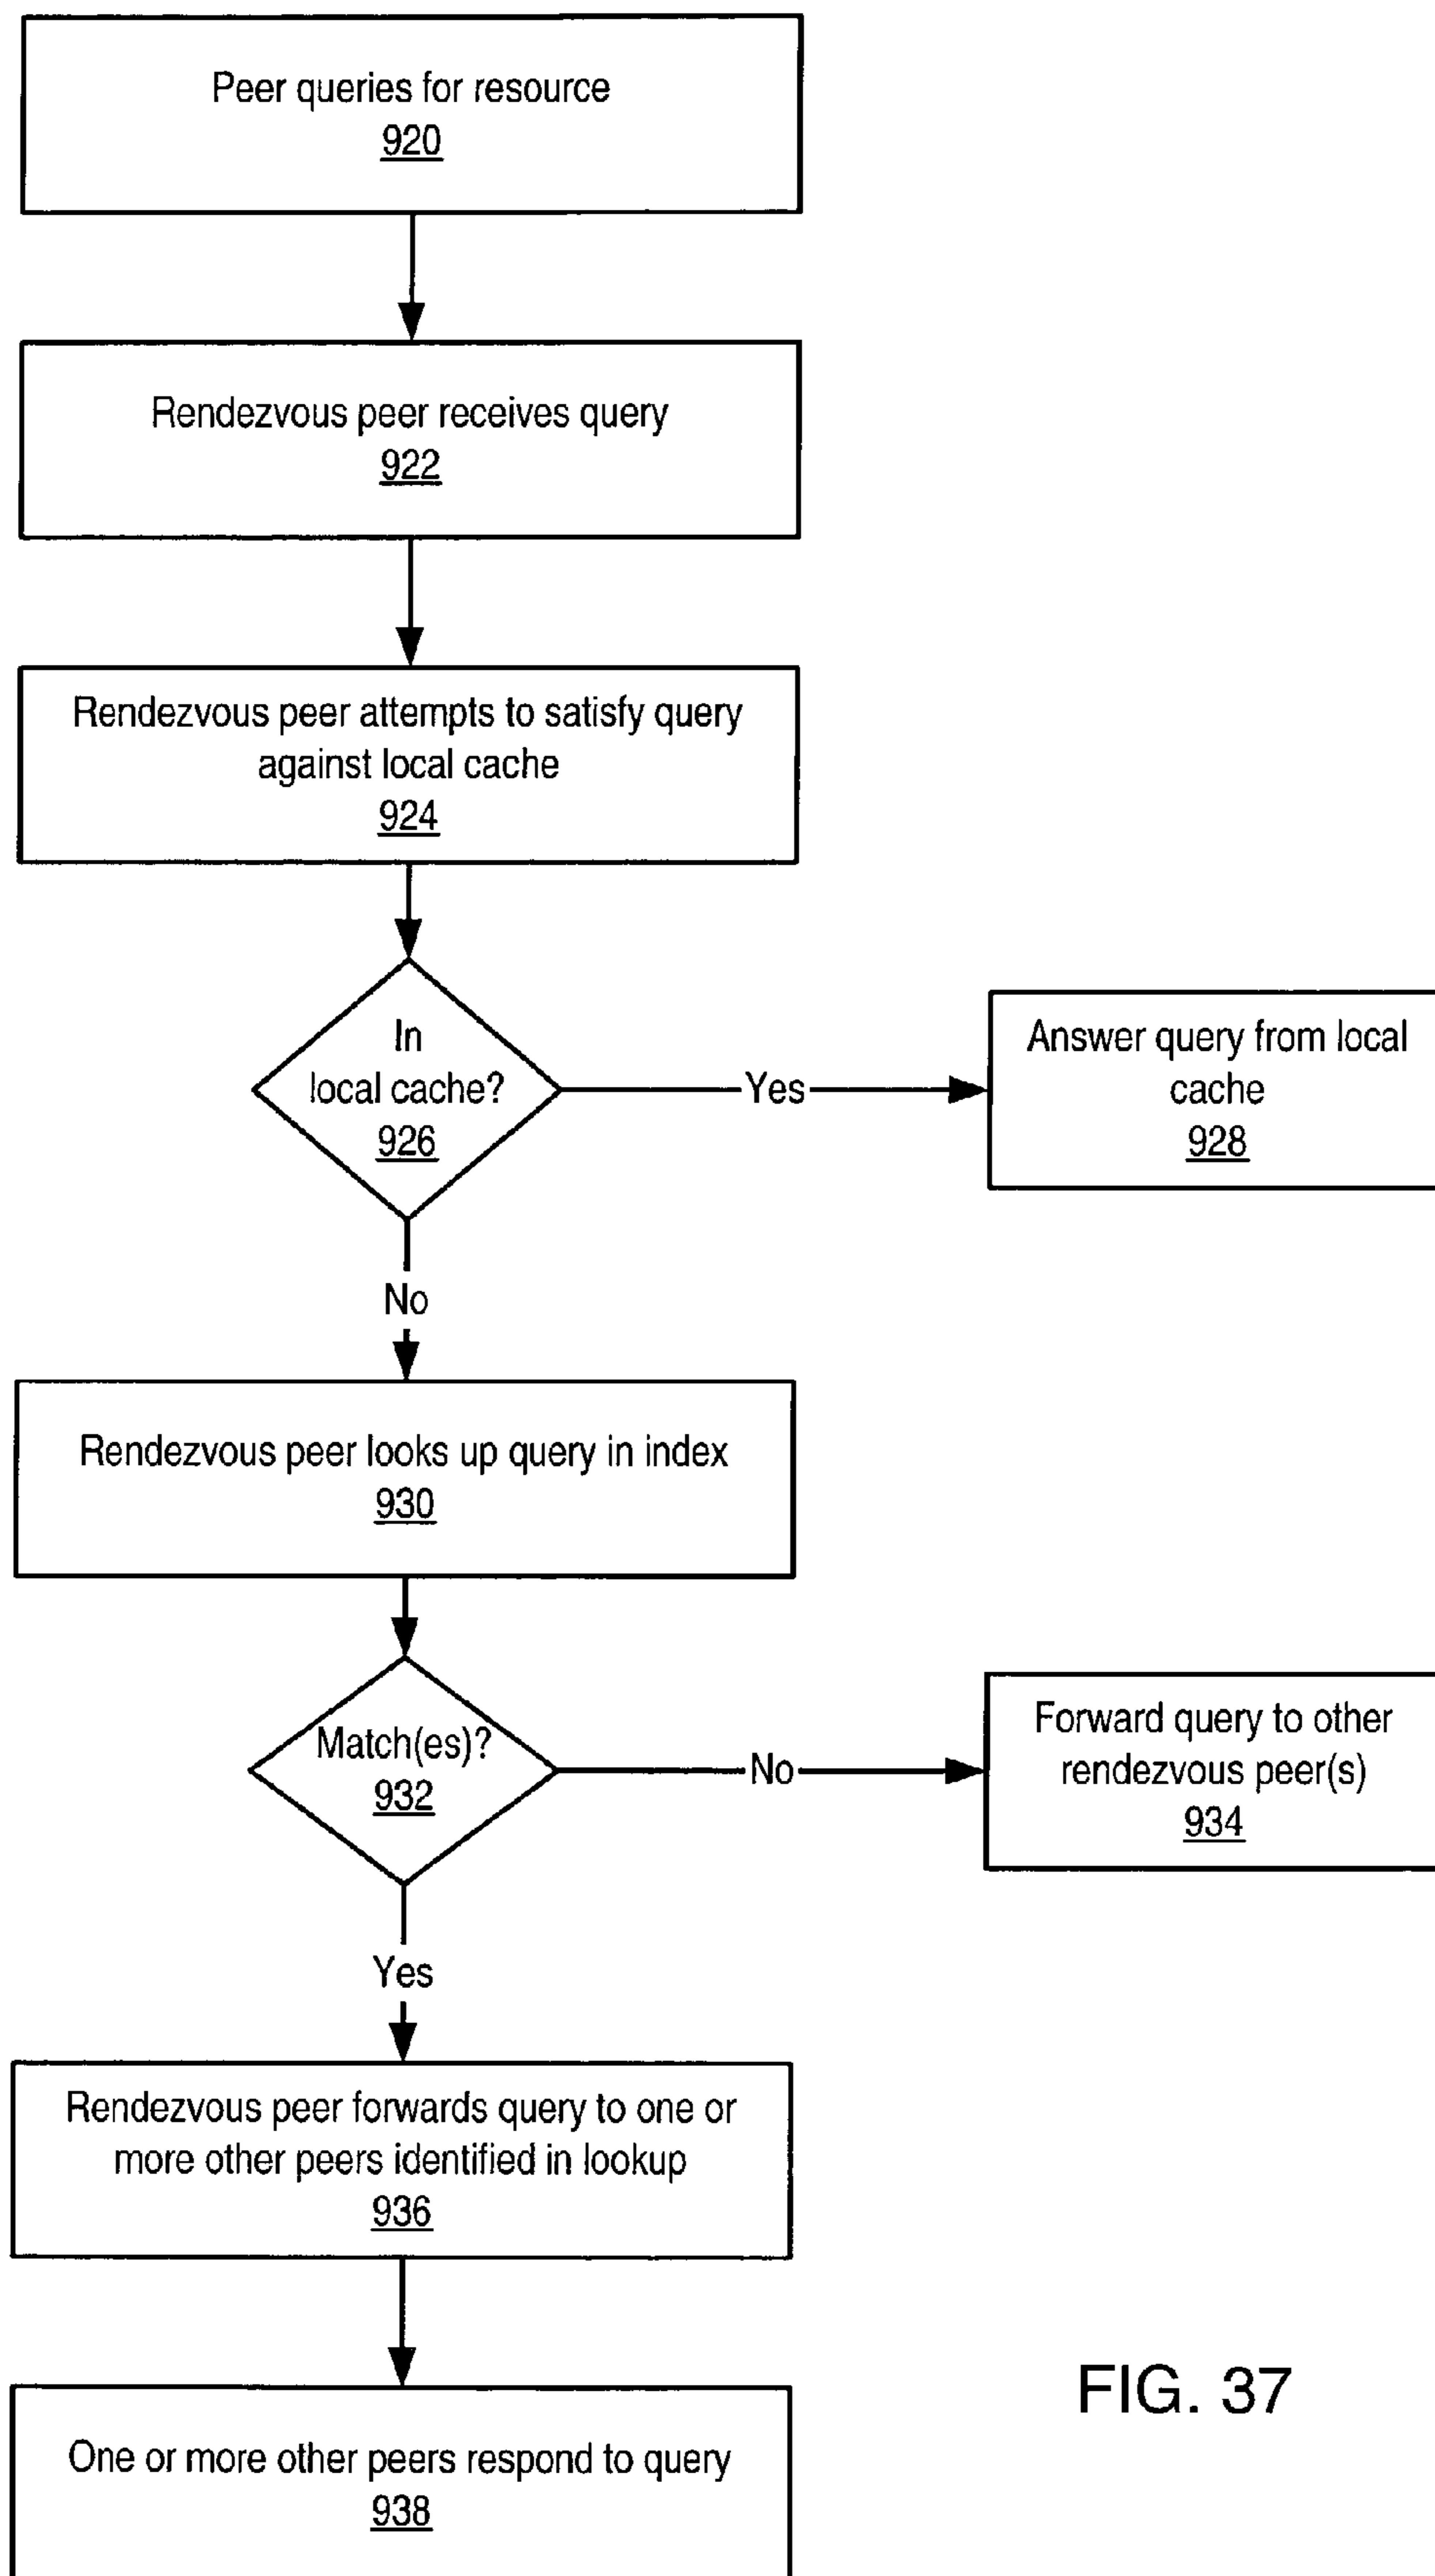 Peer queries for resource
920
Rendezvous peer receives query
922
Rendezvous peer attempts to satisfy query
against local cache
924
In
local cache?
926
Yes
Answer query from local
cache
928
No
Rendezvous peer looks up query in index
930
Match(es)?
932
No
Forward query to other
rendezvous peer(s)
934
Yes
Rendezvous peer forwards query to one or
more other peers identified in lookup
936
One or more other peers respond to query
938
FIG. 37